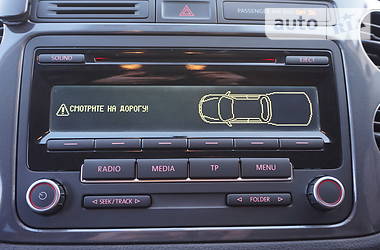 auto
PASSENGER
SOUND
EJECT
СМОТРИТЕ НА ДОРОГУ!
RADIO
MEDIA
TP
MENU
SEEK/TRACK
FOLDER